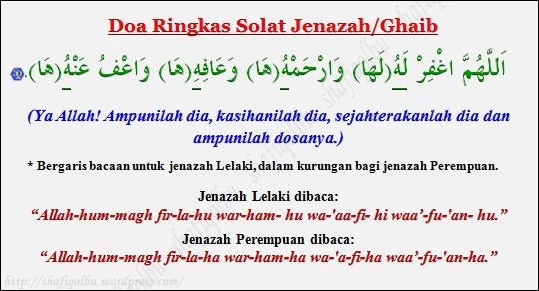 Doa Ringkas Solat Jenazah/Ghaib
اَللَّهُمَّ اغْفِرْ لَهُ(لَهَا) وَارْحَمْهُ(هَا) وَعَافِهِ(هَا) وَاعْفُ عَنْهُ(هَا).
(Ya Allah! Ampunilah dia, kasihanilah dia, sejahterakanlah dia dan
ampunilah dosanya.)
* Bergaris bacaan untuk jenazah Lelaki, dalam kurungan bagi jenazah Perempuan.
Jenazah Lelaki dibaca:
“Allah-hum-magh fir-la-hu war-ham- hu wa-'aa-fi- hi waa’-fu-'an- hu.”
Jenazah Perempuan dibaca:
“Allah-hum-magh fir-la-ha war-ham-ha wa-'a-fi-ha waa’-fu-'an-ha.”
http://shafiqolbu.wordpress.com/